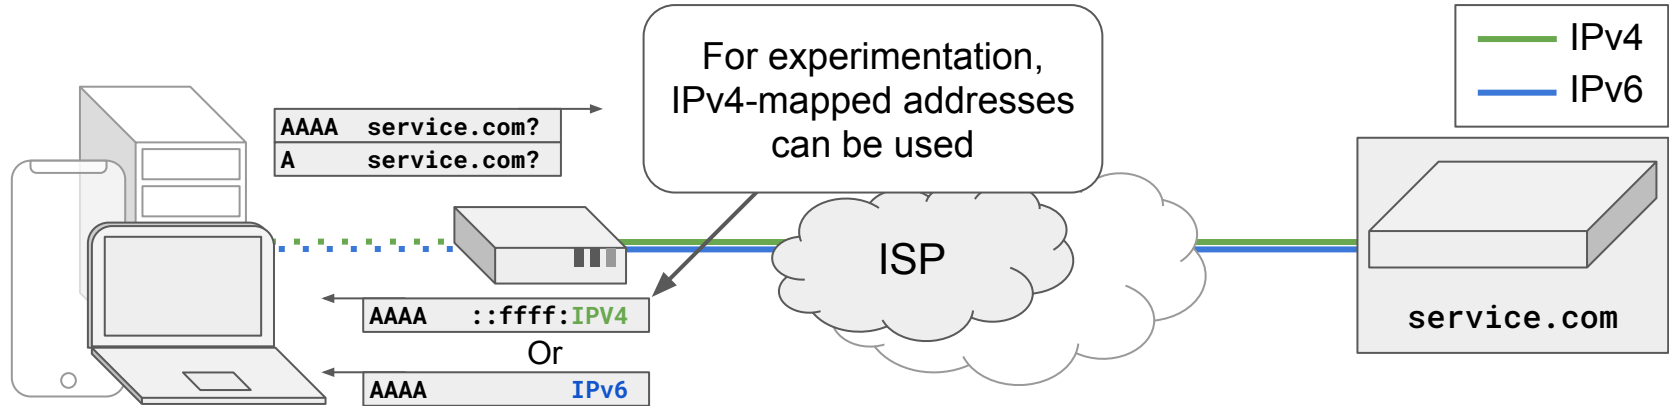 For experimentation,
IPv4-mapped addresses
can be used
IPv4
IPv6
AAAA service.com?
A service.com?
ISP
AAAA ::ffff:IPV4
Or
AAAA IPv6
service.com